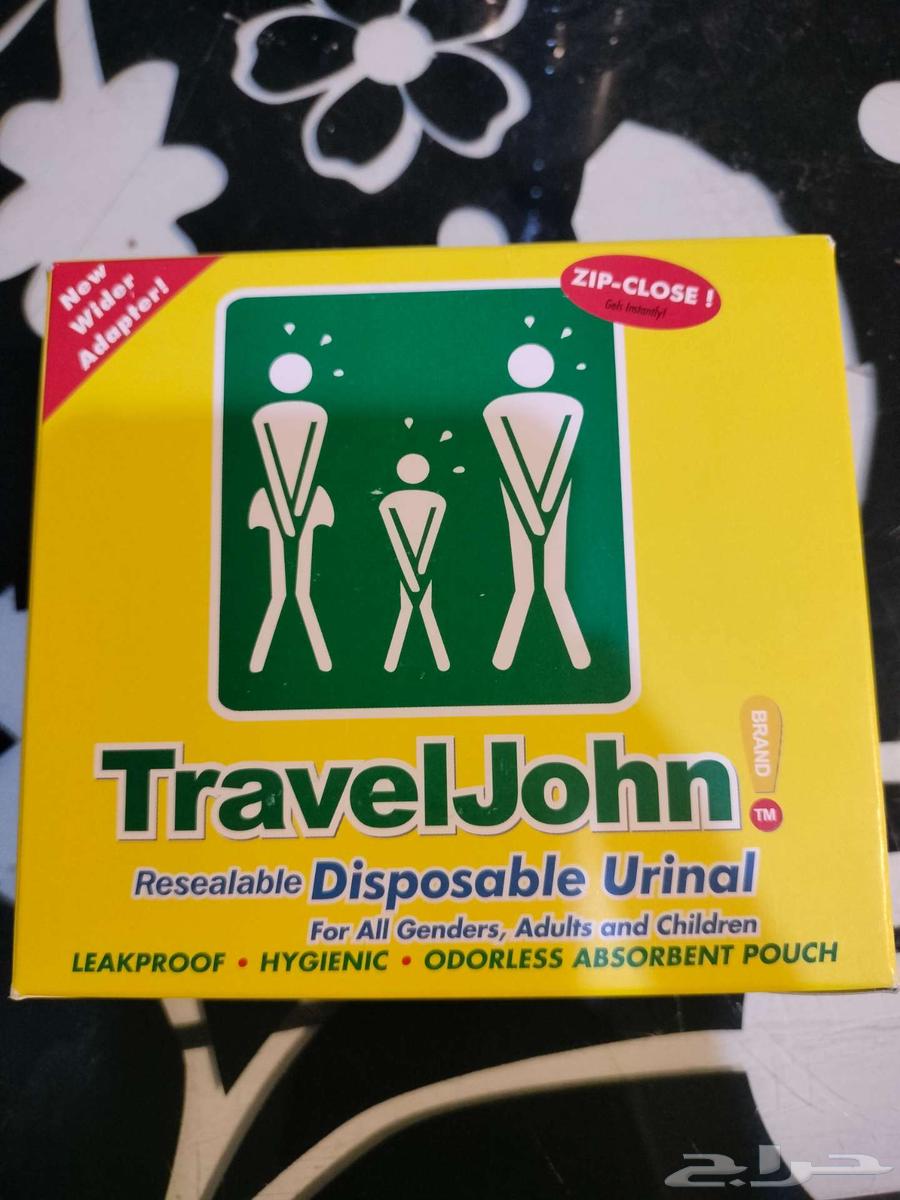 New
Wider
Adapter!
ZIP-CLOSE !
Gels Instantly!
TravelJohn
BRAND
TM
Resealable Disposable Urinal
For All Genders, Adults and Children
LEAKPROOF • HYGIENIC • ODORLESS ABSORBENT POUCH
حراج